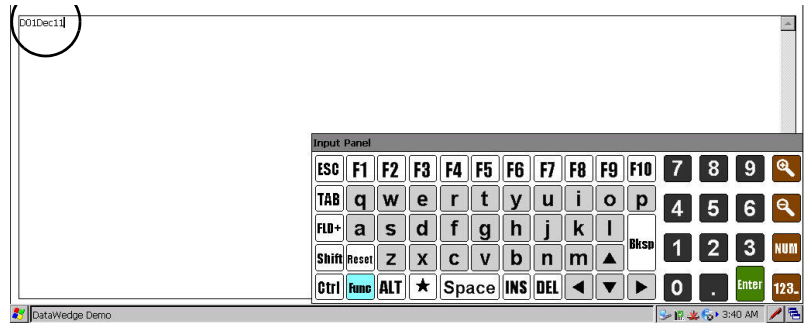 D01Dec11
Input Panel
ESC F1 F2 F3 F4 F5 F6 F7 F8 F9 F10 7 8 9
TAB q w e r t y u i o p 4 5 6
FLD+ a s d f g h j k l Bksp 1 2 3 NUM
Shift Reset z x c v b n m
Ctrl Func ALT Space INS DEL 0 . Enter 123..
DataWedge Demo 3:40 AM